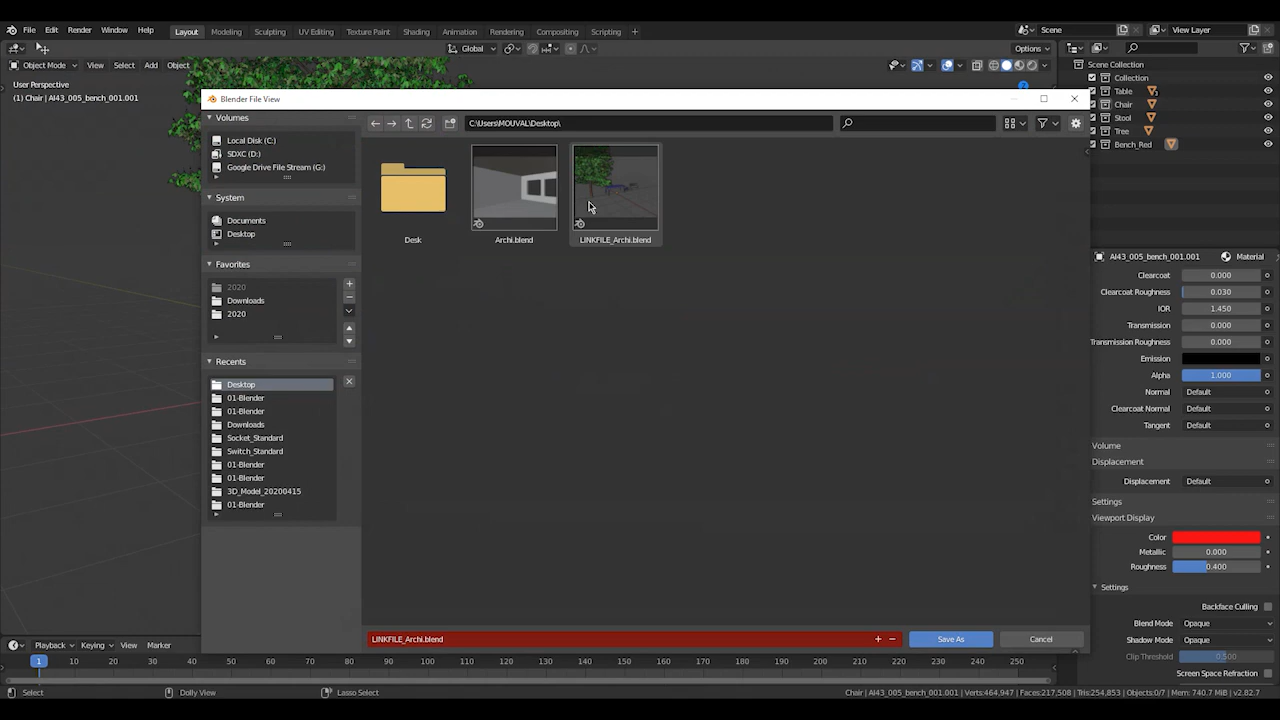 File Edit Render Window Help Layout Modeling Sculpting UV Editing Texture Paint Shading Animation Rendering Compositing Scripting + Scene View Layer
Global Options
Object Mode View Select Add Object
User Perspective
(1) Chair | AI43_005_bench_001.001
Scene Collection
Collection
Table
Chair
Stool
Tree
Bench_Red
Blender File View
Volumes
Local Disk (C:)
SDXC (D:)
Google Drive File Stream (G:)
System
Documents
Desktop
Favorites
2020
Downloads
2020
Recents
Desktop
01-Blender
01-Blender
Downloads
Socket_Standard
Switch_Standard
01-Blender
01-Blender
3D_Model_20200415
01-Blender
C:\Users\MOUVAL\Desktop\
Desk
Archi.blend
LINKFILE_Archi.blend
LINKFILE_Archi.blend + − Save As Cancel
AI43_005_bench_001.001 Material
Clearcoat 0.000
Clearcoat Roughness 0.030
IOR 1.450
Transmission 0.000
Transmission Roughness 0.000
Emission
Alpha 1.000
Normal Default
Clearcoat Normal Default
Tangent Default
Volume
Displacement
Displacement Default
Settings
Viewport Display
Color
Metallic 0.000
Roughness 0.400
Settings
Backface Culling
Blend Mode Opaque
Shadow Mode Opaque
Clip Threshold 0.500
Screen Space Refraction
Playback Keying View Marker
1 10 20 30 40 50 60 70 80 90 100 110 120 130 140 150 160 170 180 190 200 210 220 230 240 250
Select Dolly View Lasso Select Chair | AI43_005_bench_001.001 | Verts:464,947 | Faces:217,508 | Tris:254,853 | Objects:0/7 | Mem: 740.7 MiB | v2.82.7